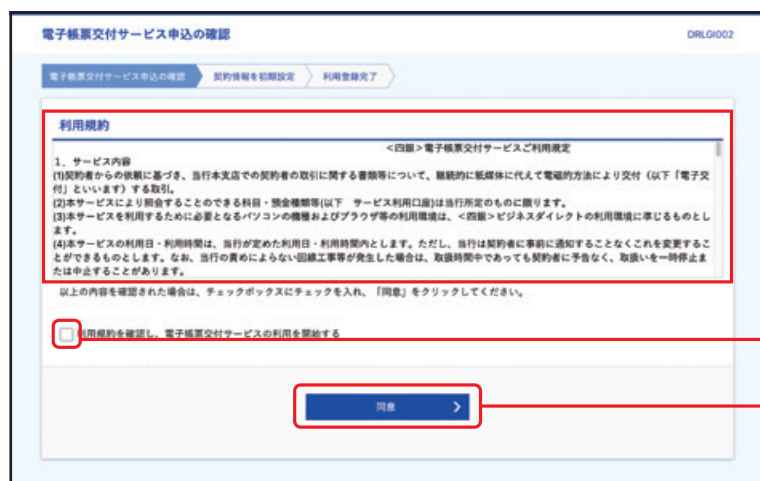 電子帳票交付サービス申込の確認
DRLGI002
電子帳票交付サービス申込の確認
契約情報を初期設定
利用登録完了
利用規約
<四銀>電子帳票交付サービスご利用規定
1．サービス内容
(1)契約者からの依頼に基づき、当行本支店での契約者の取引に関する書類等について、継続的に紙媒体に代えて電磁的方法により交付（以下「電子交
付」といいます）する取引。
(2)本サービスにより照会することのできる科目・預金種類等(以下　サービス利用口座)は当行所定のものに限ります。
(3)本サービスを利用するために必要となるパソコンの機種およびブラウザ等の利用環境は、<四銀>ビジネスダイレクトの利用環境に準じるものとし
ます。
(4)本サービスの利用日・利用時間は、当行が定めた利用日・利用時間内とします。ただし、当行は契約者に事前に通知することなくこれを変更するこ
とができるものとします。なお、当行の責めによらない回線工事等が発生した場合は、取扱時間中であっても契約者に予告なく、取扱いを一時停止ま
たは中止することがあります。
以上の内容を確認された場合は、チェックボックスにチェックを入れ、「同意」をクリックしてください。
利用規約を確認し、電子帳票交付サービスの利用を開始する
同意